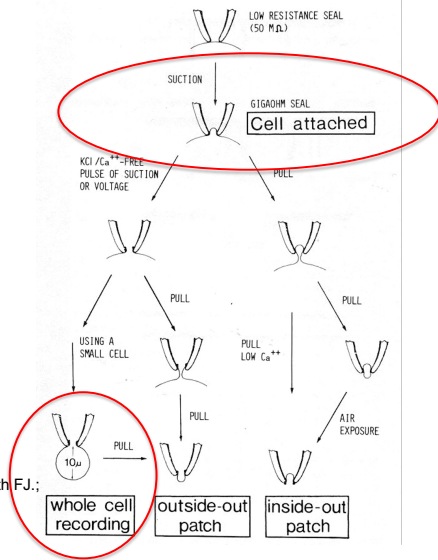 LOW RESISTANCE SEAL
(50 MΩ)
SUCTION
GIGAOHM SEAL
Cell attached
KCl/Ca++-FREE
PULSE OF SUCTION
OR VOLTAGE
PULL
PULL
PULL
USING A
SMALL CELL
PULL
LOW Ca++
PULL
AIR
EXPOSURE
10μ
PULL
th FJ.;
whole cell
recording
outside-out
patch
inside-out
patch